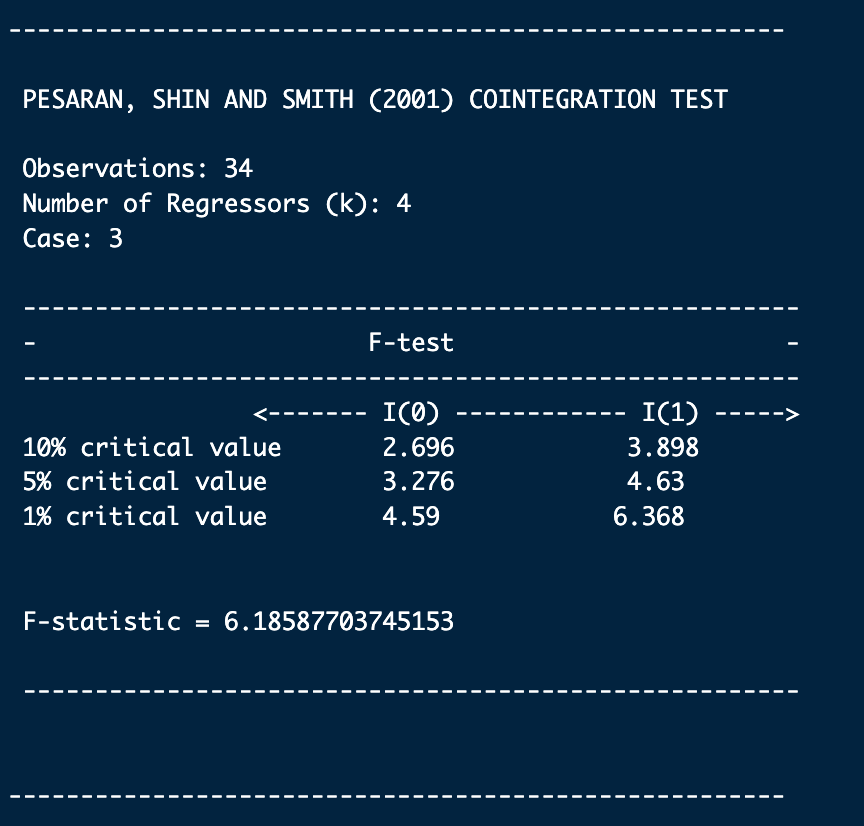 ------------------------------------------------------
PESARAN, SHIN AND SMITH (2001) COINTEGRATION TEST
Observations: 34
Number of Regressors (k): 4
Case: 3
------------------------------------------------------
- F-test -
------------------------------------------------------
<------- I(0) ------------ I(1) ----->
10% critical value 2.696 3.898
5% critical value 3.276 4.63
1% critical value 4.59 6.368
F-statistic = 6.18587703745153
------------------------------------------------------
------------------------------------------------------